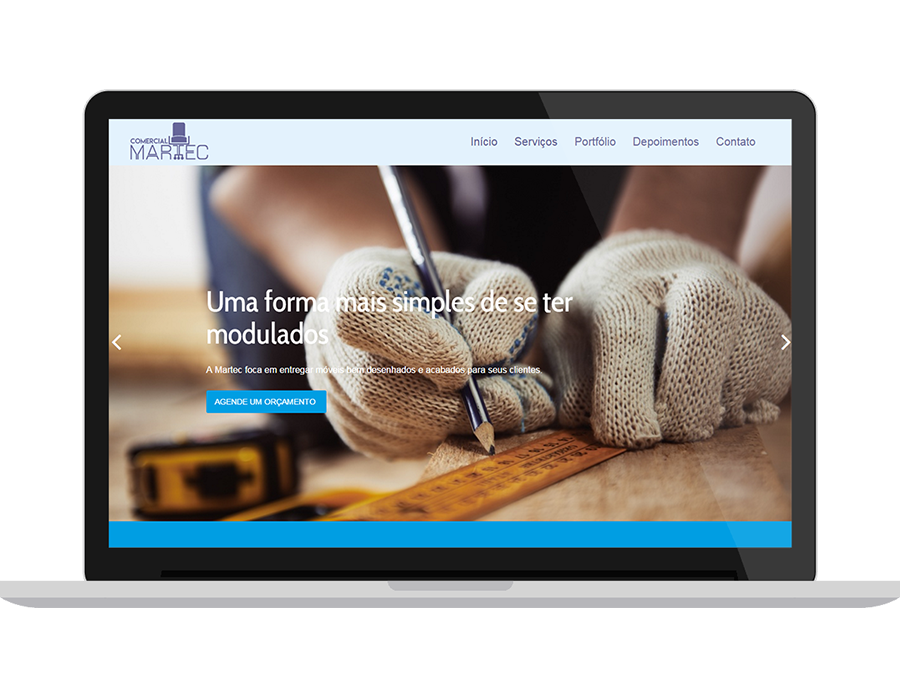 COMERCIAL
MARTEC
Início Serviços Portfólio Depoimentos Contato
Uma forma mais simples de se ter
modulados
A Martec foca em entregar móveis bem desenhados e acabados para seus clientes.
AGENDE UM ORÇAMENTO